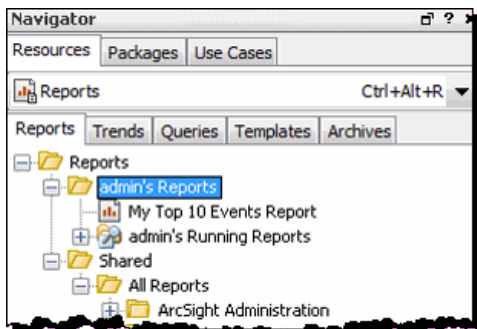 Navigator ?
Resources Packages Use Cases
Reports Ctrl+Alt+R
Reports Trends Queries Templates Archives
Reports
admin's Reports
My Top 10 Events Report
admin's Running Reports
Shared
All Reports
ArcSight Administration